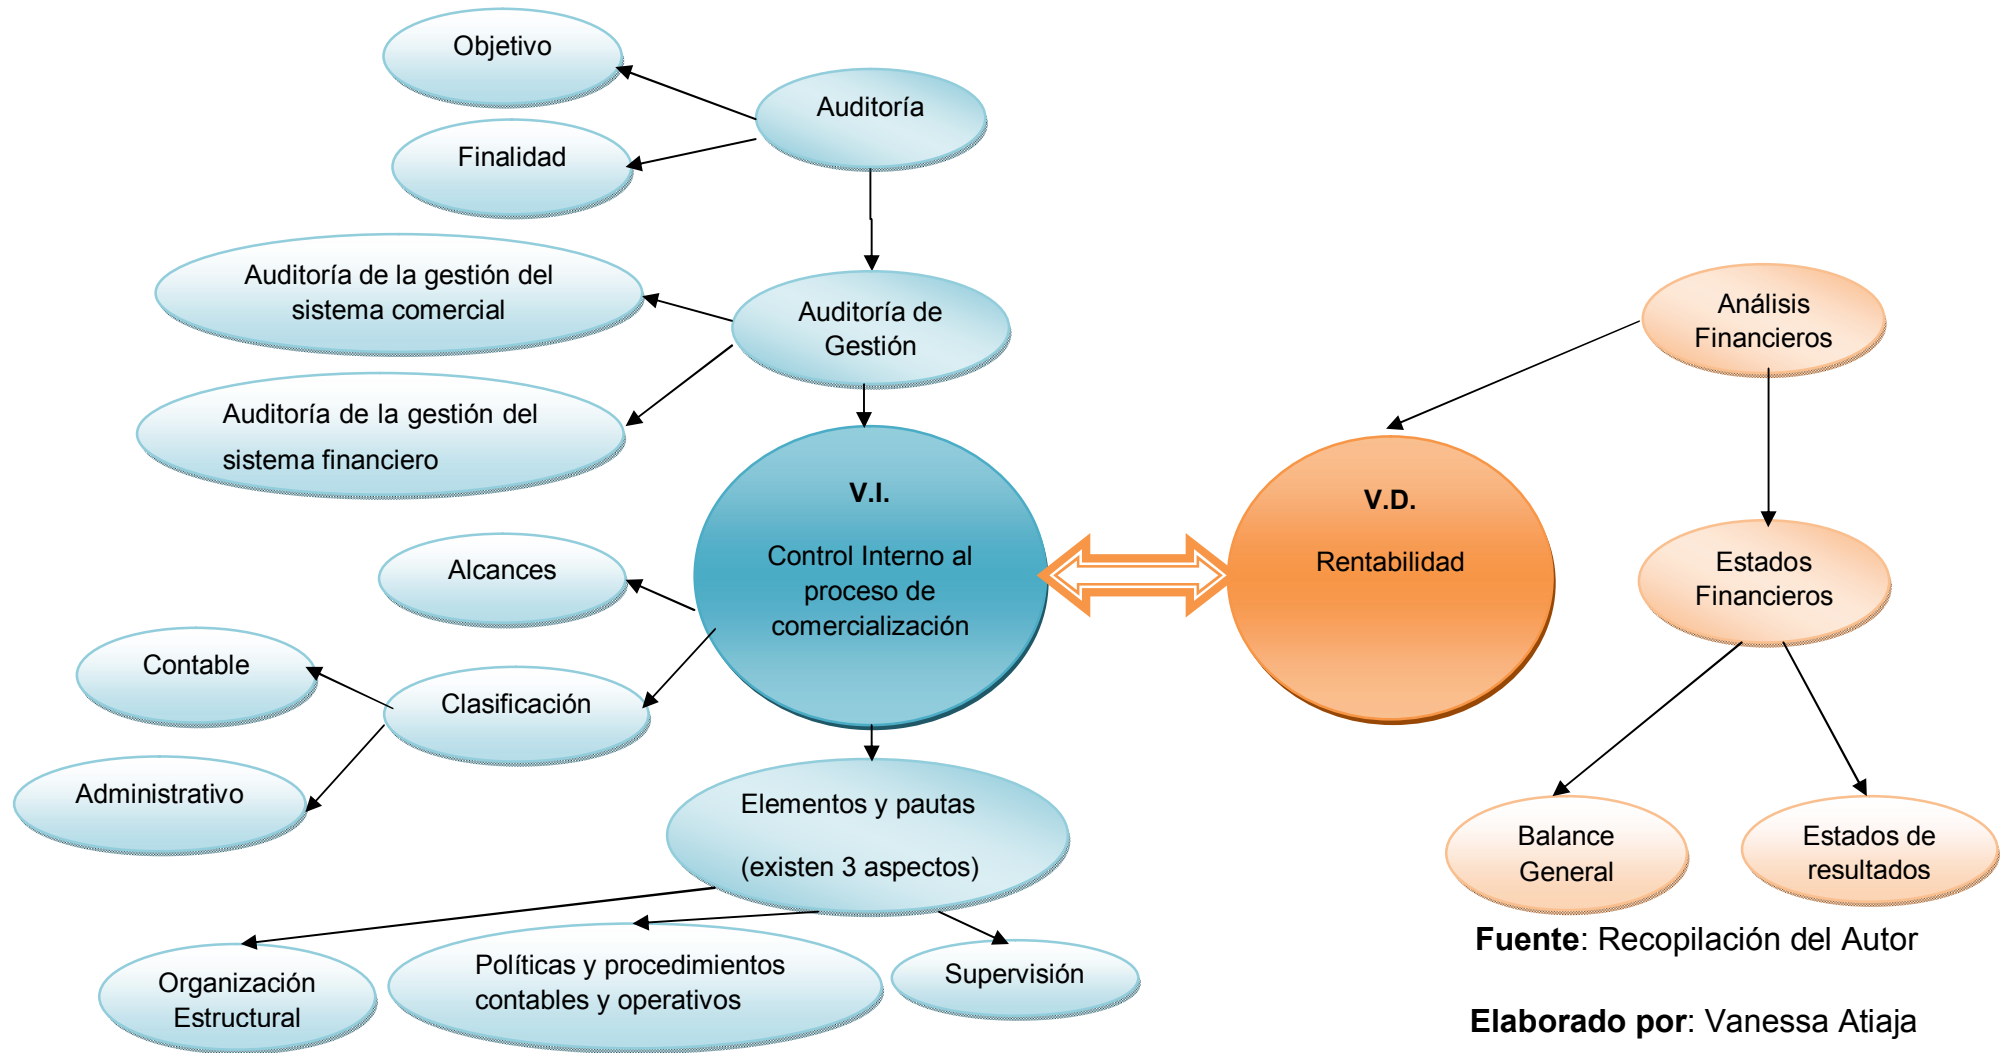 Objetivo
Auditoría
Finalidad
Auditoría de la gestión del
sistema comercial
Auditoría de
Gestión
Auditoría de la gestión del
sistema financiero
V.I.
Control Interno al
proceso de
comercialización
Alcances
Clasificación
Contable
Administrativo
Elementos y pautas
(existen 3 aspectos)
Organización
Estructural
Políticas y procedimientos
contables y operativos
Supervisión
V.D.
Rentabilidad
Análisis
Financieros
Estados
Financieros
Balance
General
Estados de
resultados
Fuente: Recopilación del Autor
Elaborado por: Vanessa Atiaja